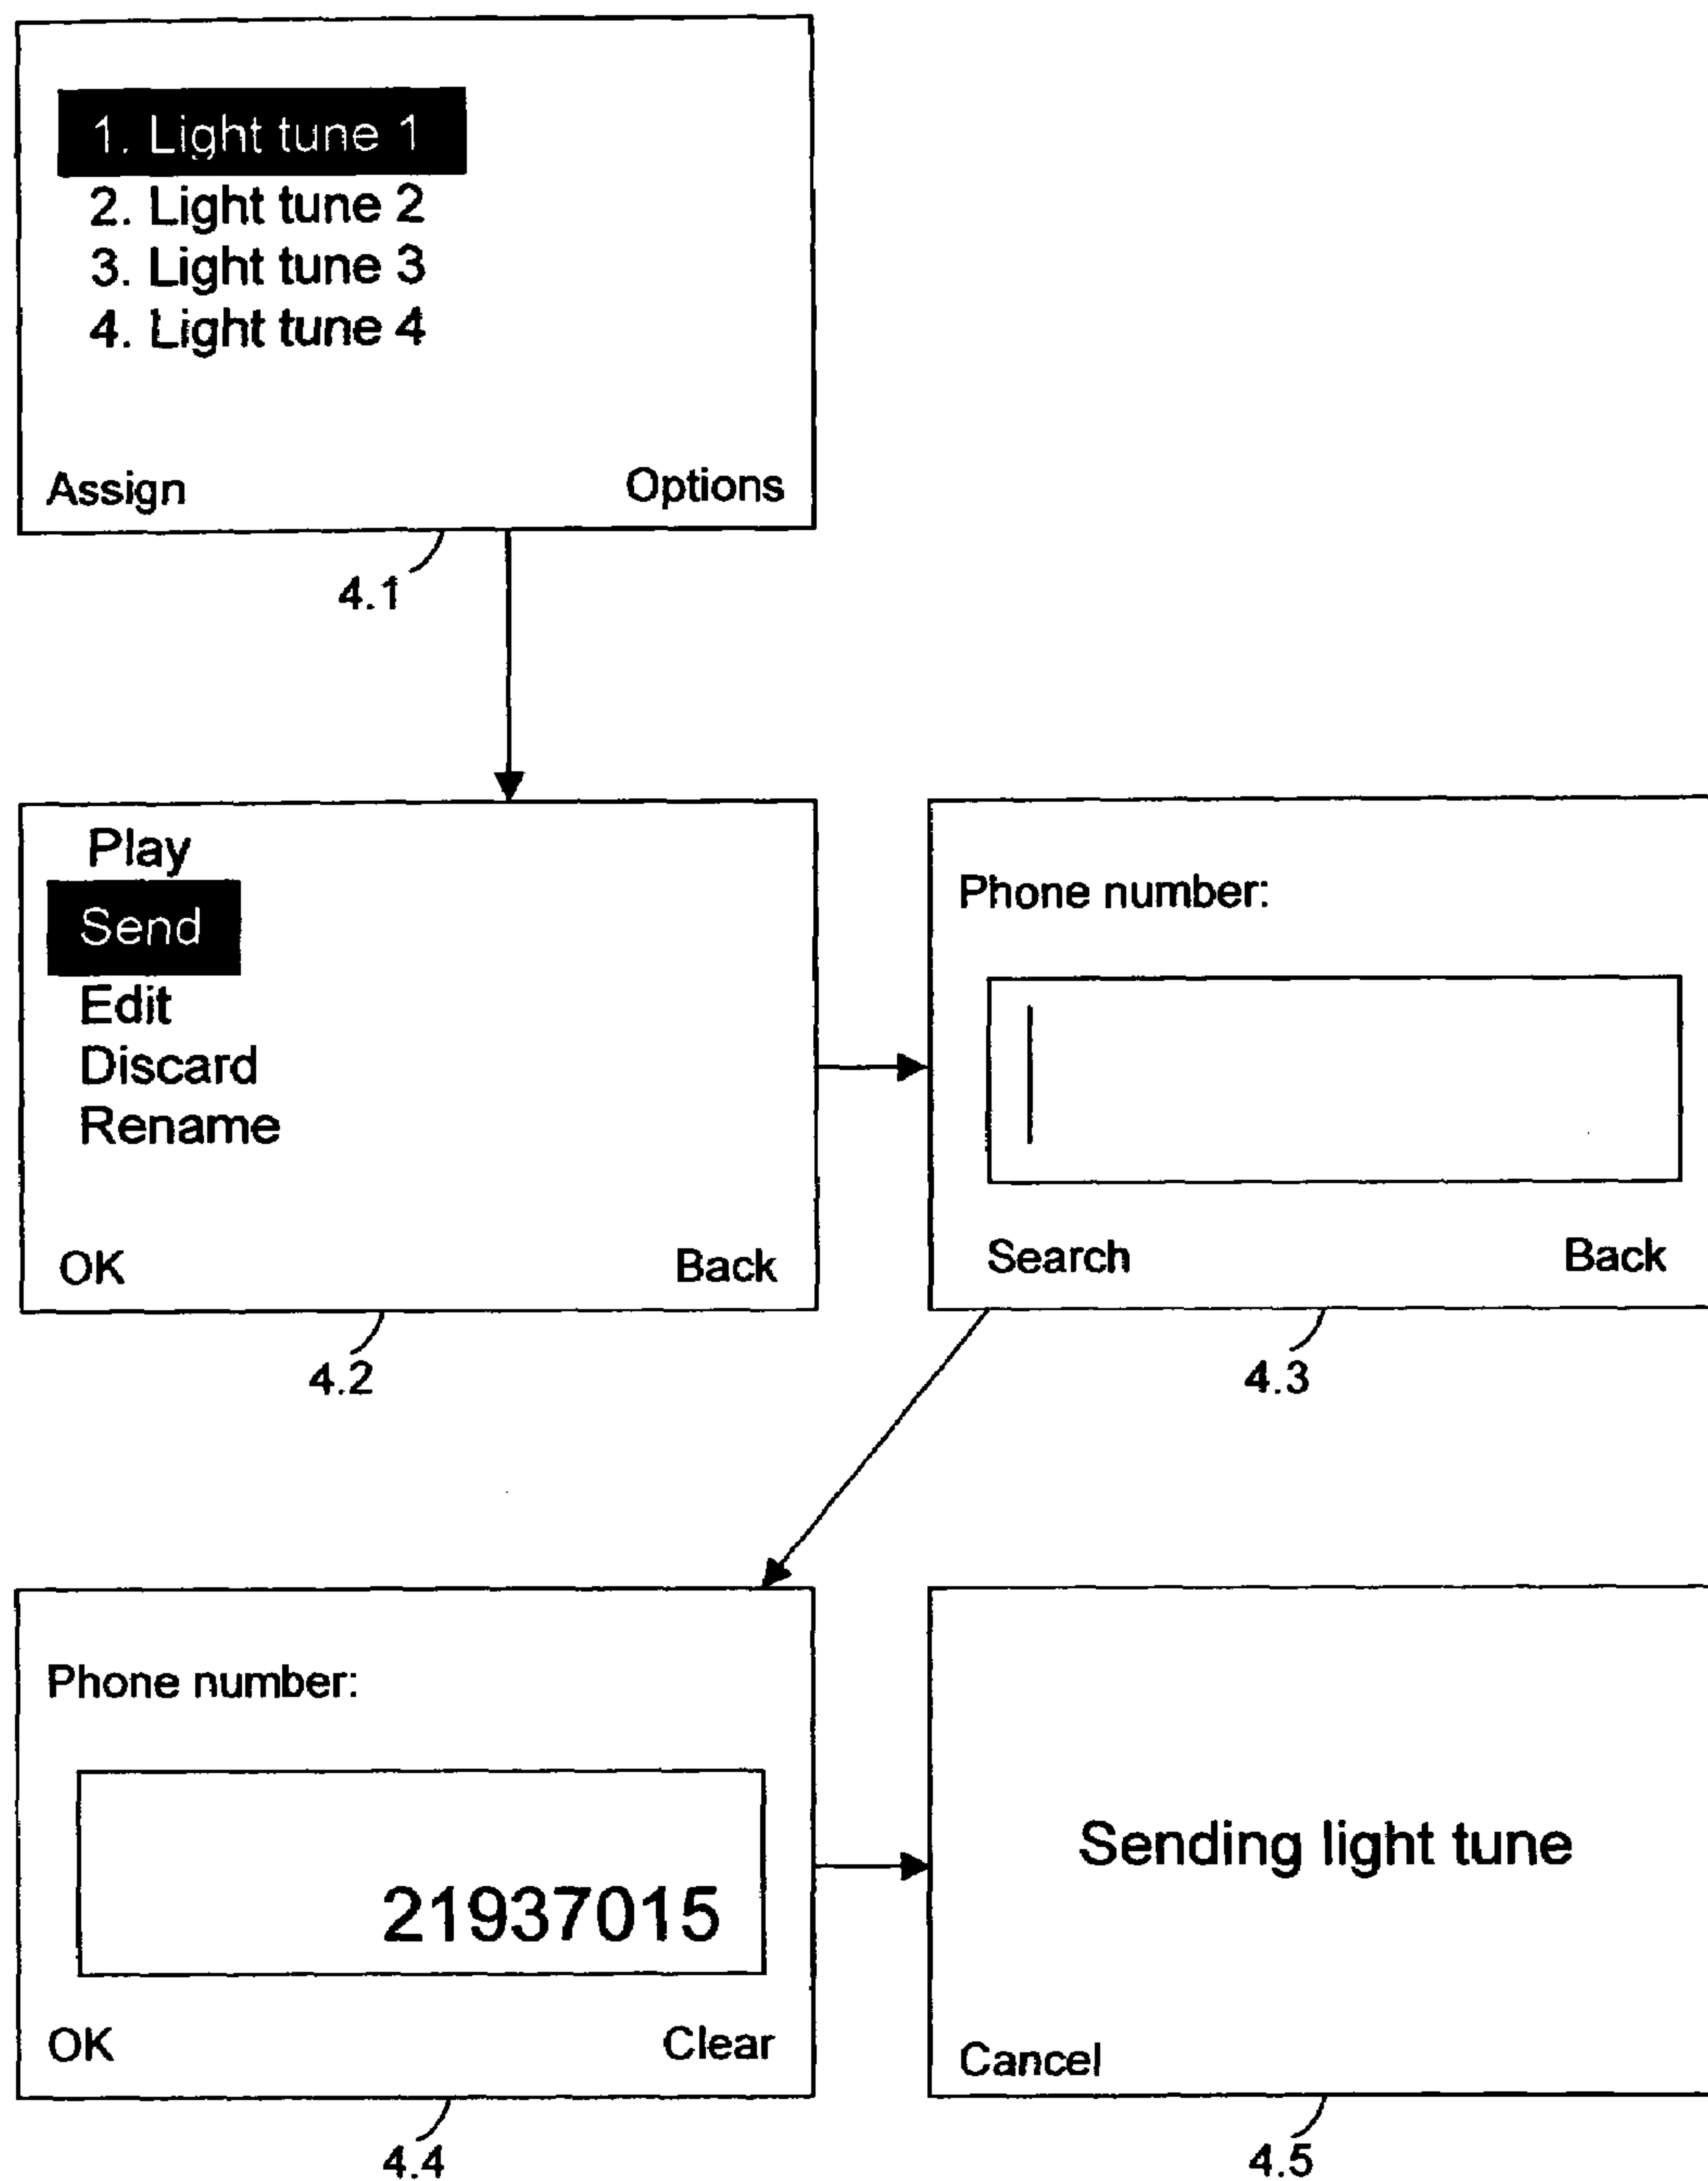 1. Light tune 1
2. Light tune 2
3. Light tune 3
4. Light tune 4
Assign Options
4.1
Play
Send
Edit
Discard
Rename
OK Back
4.2
Phone number:
Search Back
4.3
Phone number:
21937015
OK Clear
4.4
Sending light tune
Cancel
4.5